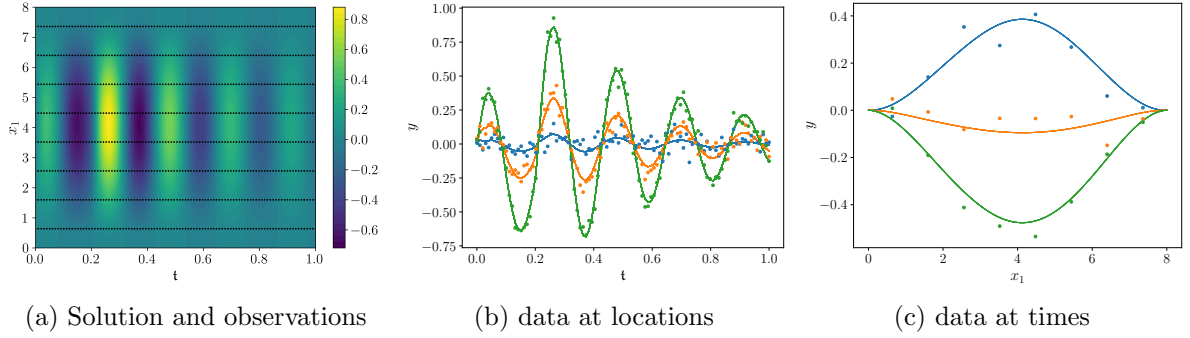 8
7
6
5
4
3
2
1
0
x₁
0.0 0.2 0.4 0.6 0.8 1.0
𝔱
0.8
0.6
0.4
0.2
0.0
−0.2
−0.4
−0.6
(a) Solution and observations
1.00
0.75
0.50
0.25
0.00
−0.25
−0.50
−0.75
y
0.0 0.2 0.4 0.6 0.8 1.0
𝔱
(b) data at locations
0.4
0.2
0.0
−0.2
−0.4
y
0 2 4 6 8
x₁
(c) data at times